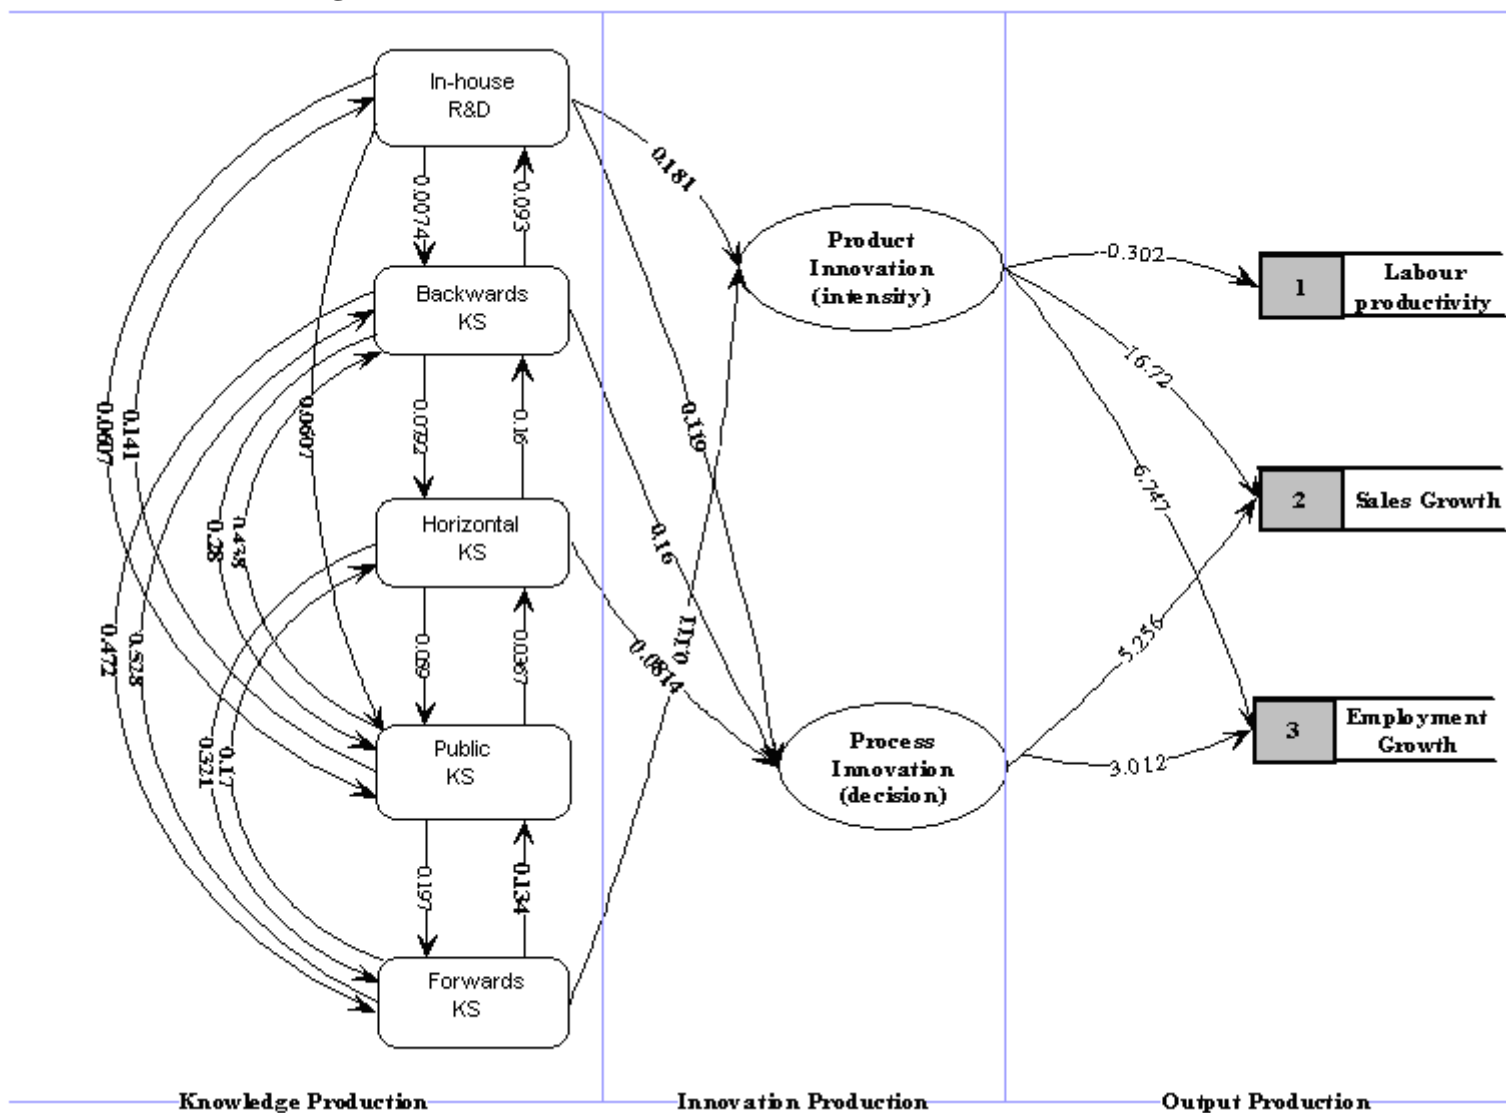 In-house
R&D
0.0074
0.093
Backwards
KS
0.0792
0.16
Horizontal
KS
0.069
0.0367
Public
KS
0.197
0.134
Forwards
KS
0.0607
0.141
0.0607
0.28
0.438
0.472
0.528
0.321
0.17
0.181
0.119
0.16
0.0814
0.111
Product
Innovation
(intensity)
Process
Innovation
(decision)
-0.302
16.72
6.747
5.256
3.012
1
Labour
productivity
2
Sales Growth
3
Employment
Growth
Knowledge Production
Innovation Production
Output Production